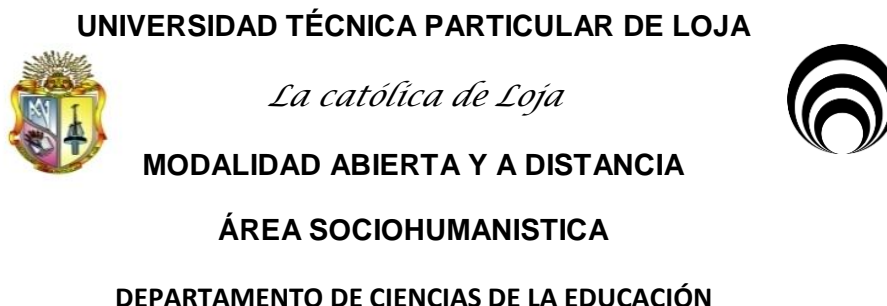 UNIVERSIDAD TÉCNICA PARTICULAR DE LOJA
La católica de Loja
MODALIDAD ABIERTA Y A DISTANCIA
ÁREA SOCIOHUMANISTICA
DEPARTAMENTO DE CIENCIAS DE LA EDUCACIÓN